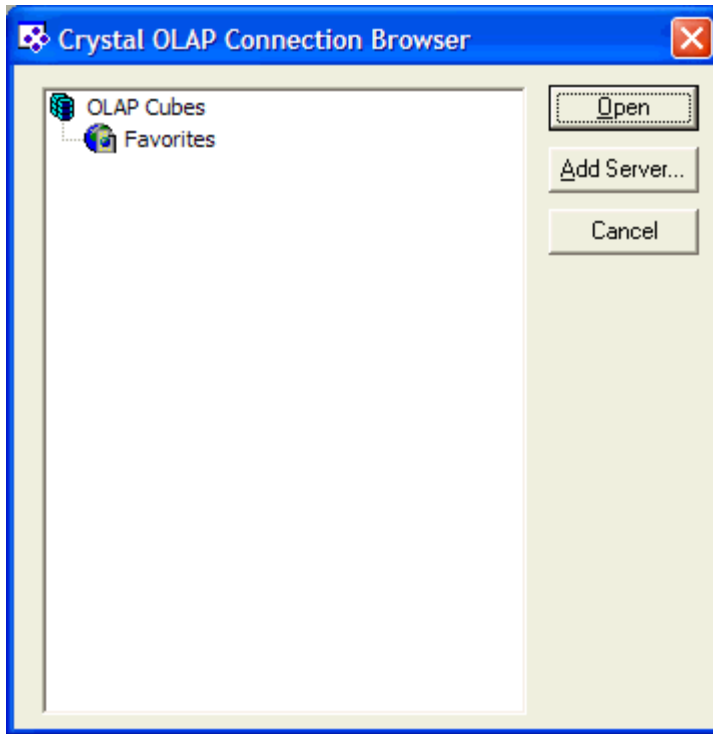 Crystal OLAP Connection Browser
OLAP Cubes
Favorites
Open
Add Server...
Cancel